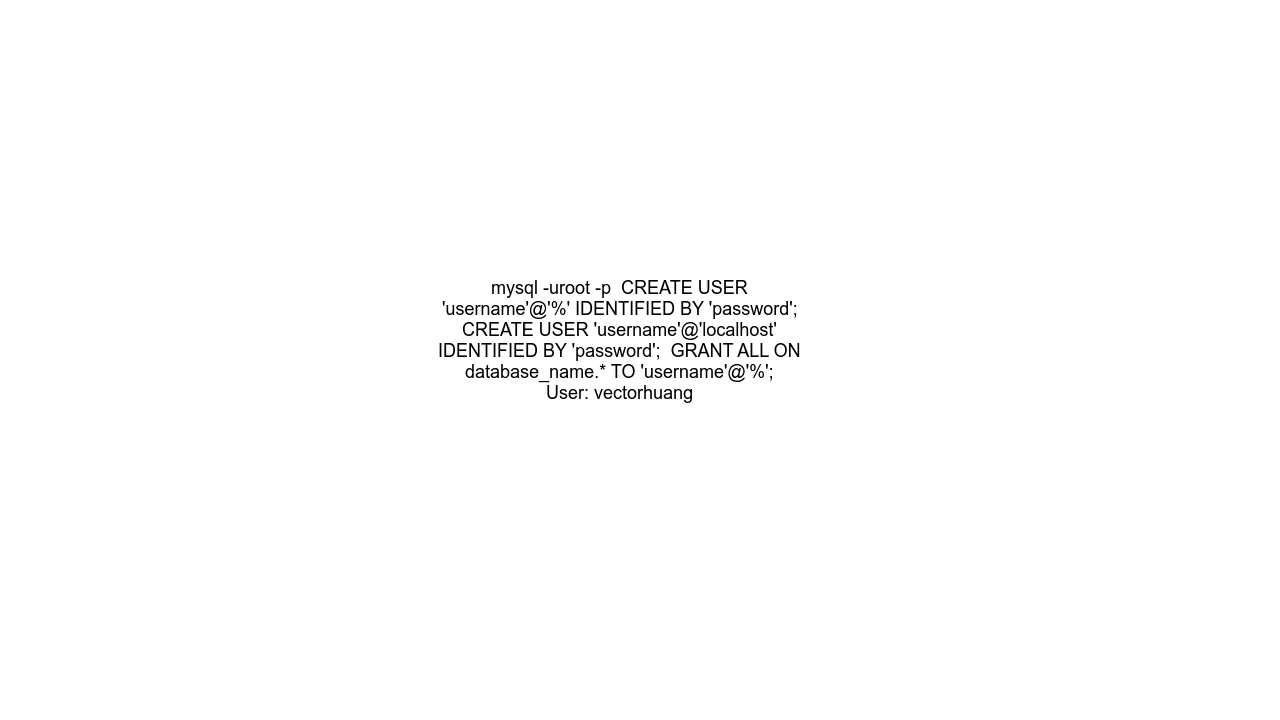 mysql -uroot -p  CREATE USER
'username'@'%' IDENTIFIED BY 'password';
CREATE USER 'username'@'localhost'
IDENTIFIED BY 'password';  GRANT ALL ON
database_name.* TO 'username'@'%';
User: vectorhuang